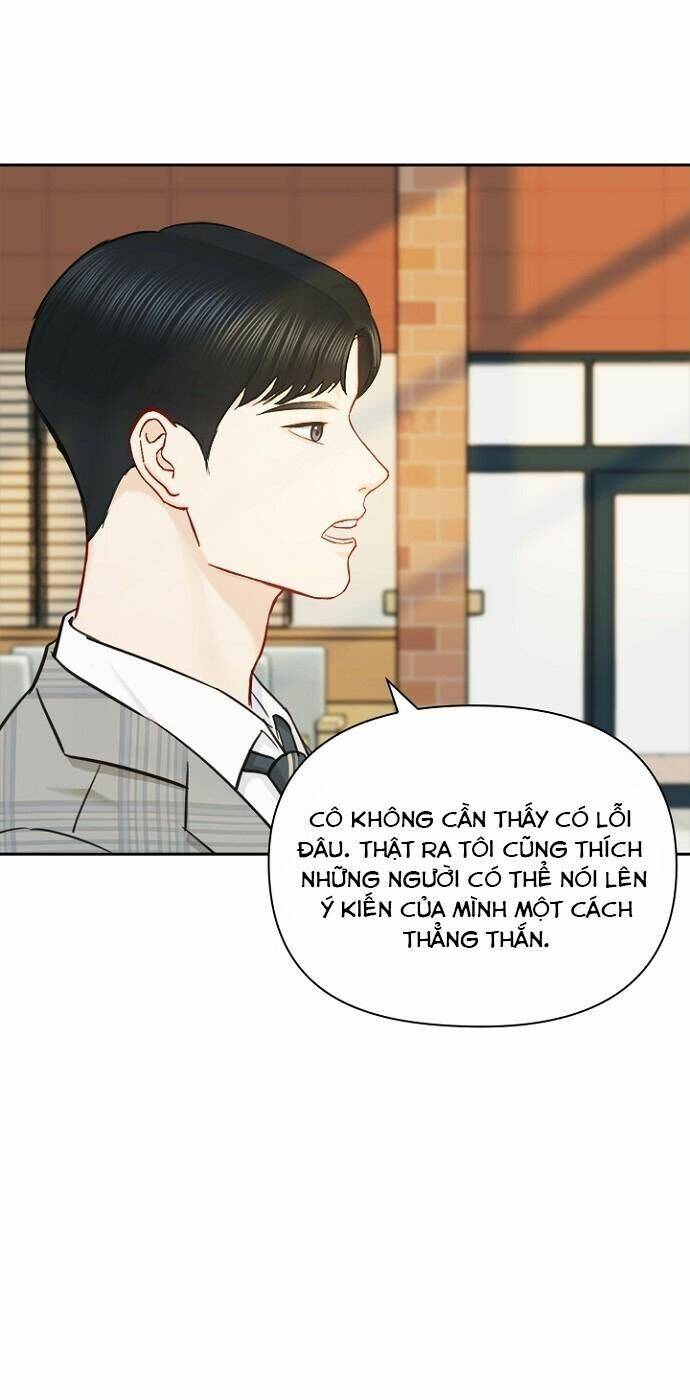 CÔ KHÔNG CẦN THẤY CÓ LỖI
ĐÂU. THẬT RA TÔI CŨNG THÍCH
NHỮNG NGƯỜI CÓ THỂ NÓI LÊN
Ý KIẾN CỦA MÌNH MỘT CÁCH
THẲNG THẮN.